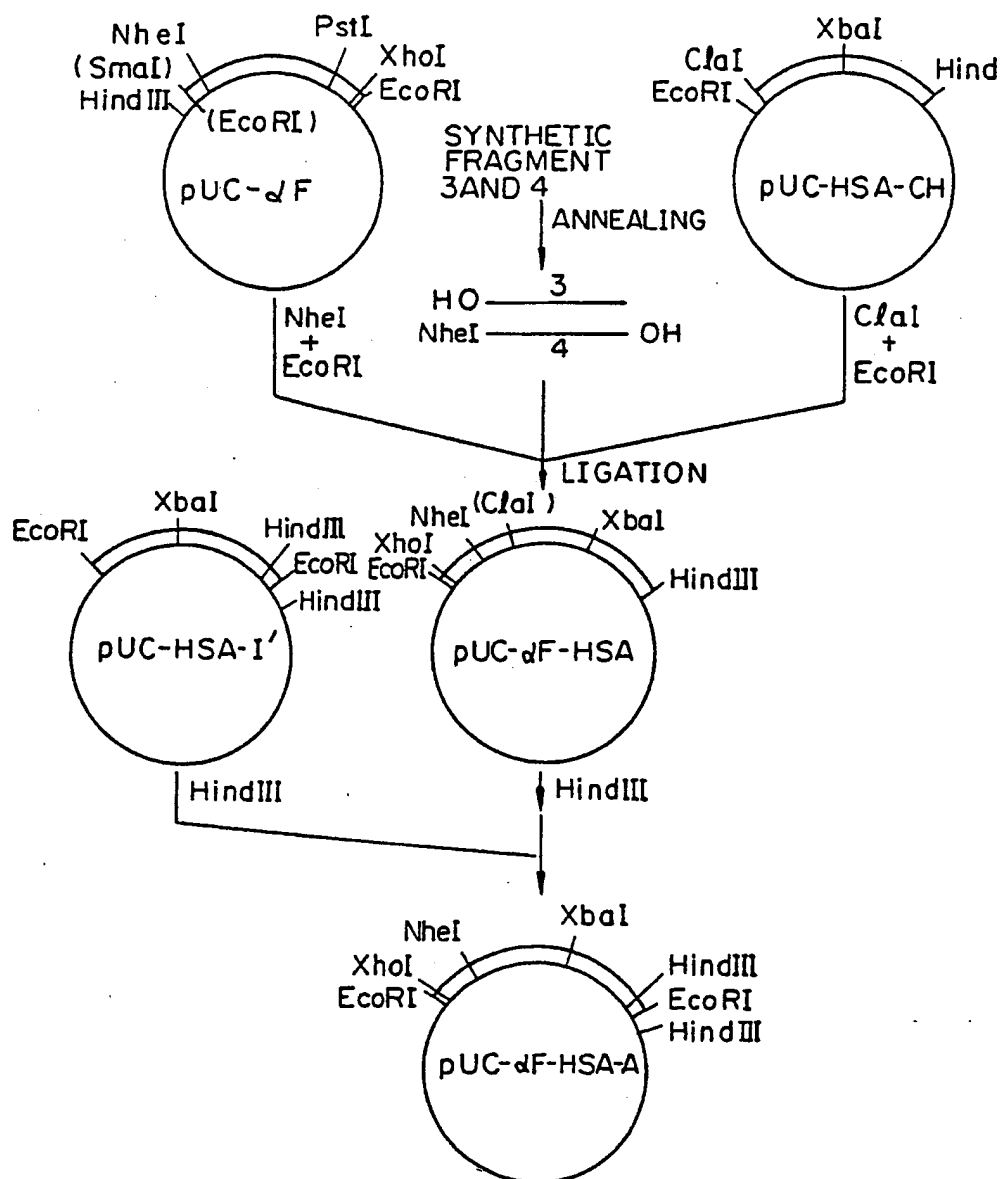 NheI
PstI
(SmaI)
XhoI
HindIII
EcoRI
(EcoRI)
pUC-αF
SYNTHETIC
FRAGMENT
3AND 4
ANNEALING
XbaI
ClaI
Hind
EcoRI
pUC-HSA-CH
HO 3
NheI 4 OH
NheI
+
EcoRI
ClaI
+
EcoRI
LIGATION
EcoRI
XbaI
HindIII
EcoRI
HindIII
pUC-HSA-I'
NheI
(ClaI)
XbaI
XhoI
EcoRI
HindIII
pUC-αF-HSA
HindIII
HindIII
NheI
XbaI
XhoI
HindIII
EcoRI
EcoRI
HindIII
pUC-αF-HSA-A